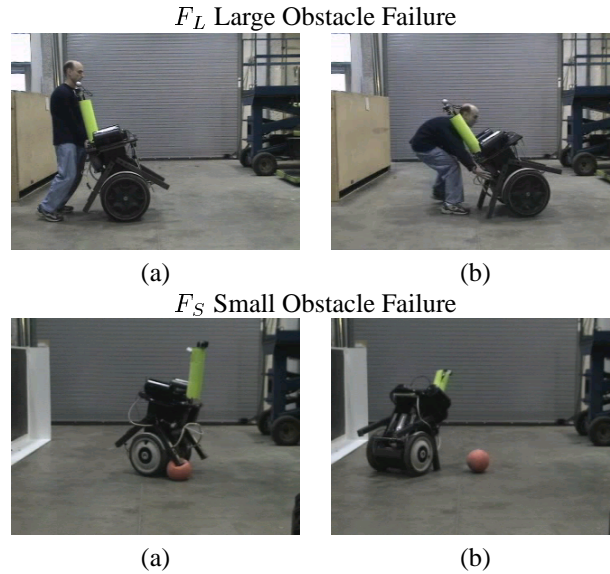 F_L Large Obstacle Failure
(a) (b)
F_S Small Obstacle Failure
(a) (b)